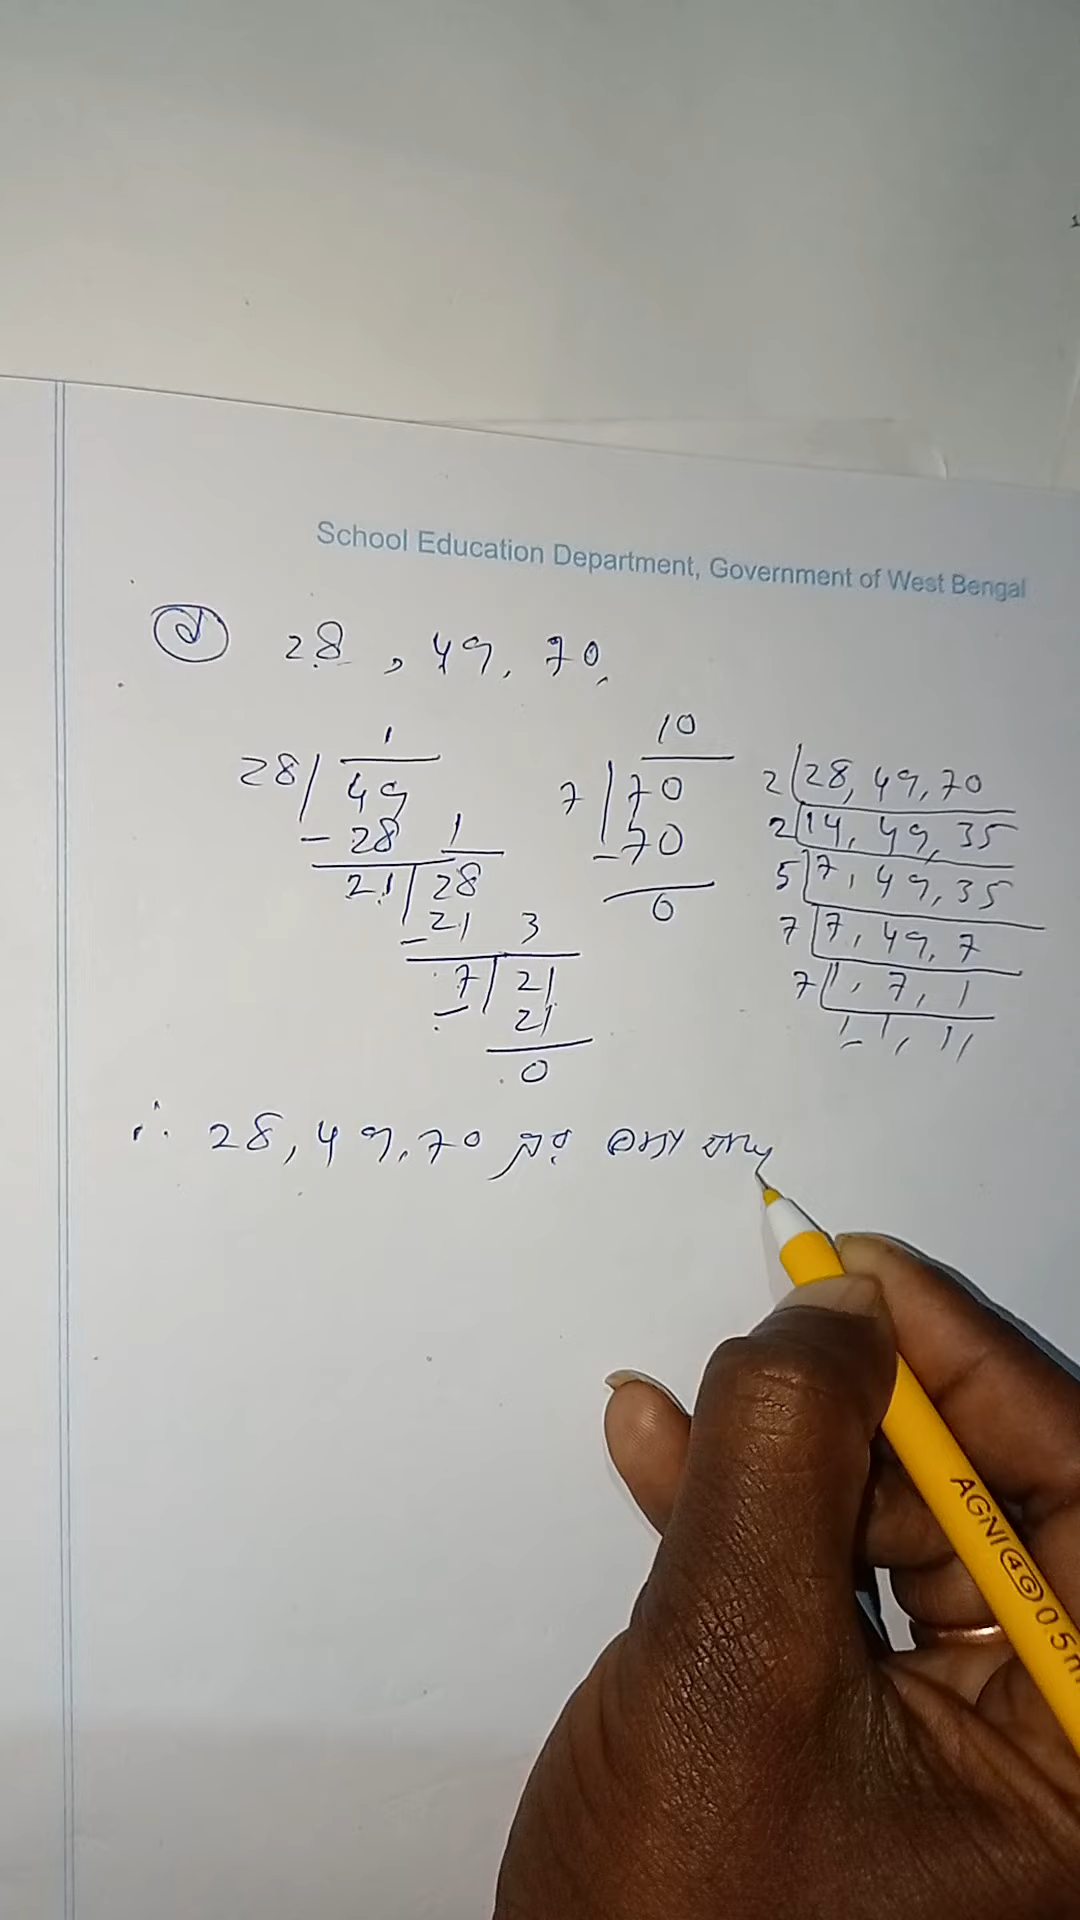 School Education Department, Government of West Bengal
28, 49, 70,
1
28 / 49
- 28 1
21 | 28
- 21 3
7 | 21
- 21
0
10
7 | 70
- 70
0
2 | 28, 49, 70
2 | 14, 49, 35
5 | 7, 49, 35
7 | 7, 49, 7
7 | 1, 7, 1
1, 1, 1,
∴ 28, 49, 70 এর
AGNI 4G 0.5